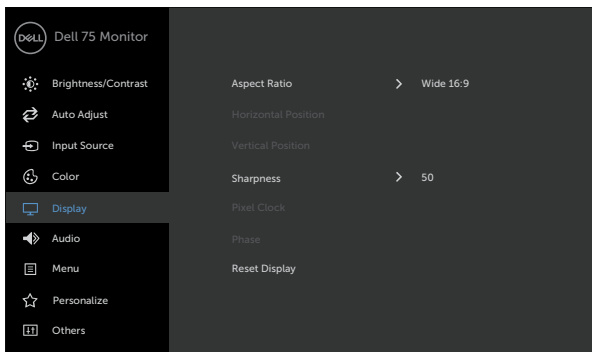 DELL Dell 75 Monitor
Brightness/Contrast
Auto Adjust
Input Source
Color
Display
Audio
Menu
Personalize
Others
Aspect Ratio > Wide 16:9
Horizontal Position
Vertical Position
Sharpness > 50
Pixel Clock
Phase
Reset Display